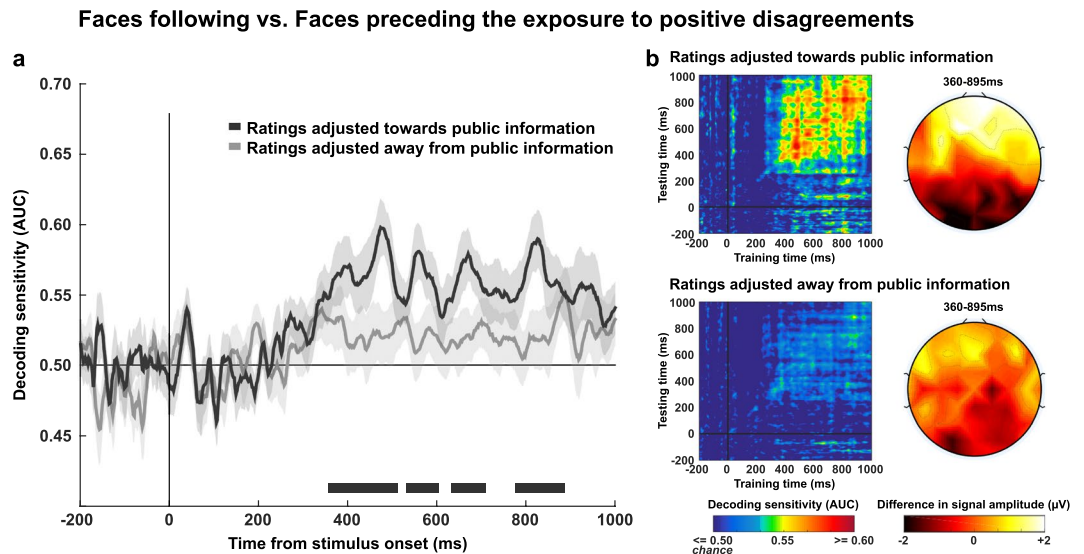 Faces following vs. Faces preceding the exposure to positive disagreements
a
0.70
0.65
0.60
0.55
0.50
0.45
Decoding sensitivity (AUC)
Ratings adjusted towards public information
Ratings adjusted away from public information
-200 0 200 400 600 800 1000
Time from stimulus onset (ms)
b Ratings adjusted towards public information
1000
800
600
400
200
0
-200
Testing time (ms)
-200 0 200 400 600 800 1000
Training time (ms)
360-895ms
Ratings adjusted away from public information
1000
800
600
400
200
0
-200
Testing time (ms)
-200 0 200 400 600 800 1000
Training time (ms)
360-895ms
Decoding sensitivity (AUC)
<= 0.50 0.55 >= 0.60
chance
Difference in signal amplitude (µV)
-2 0 +2